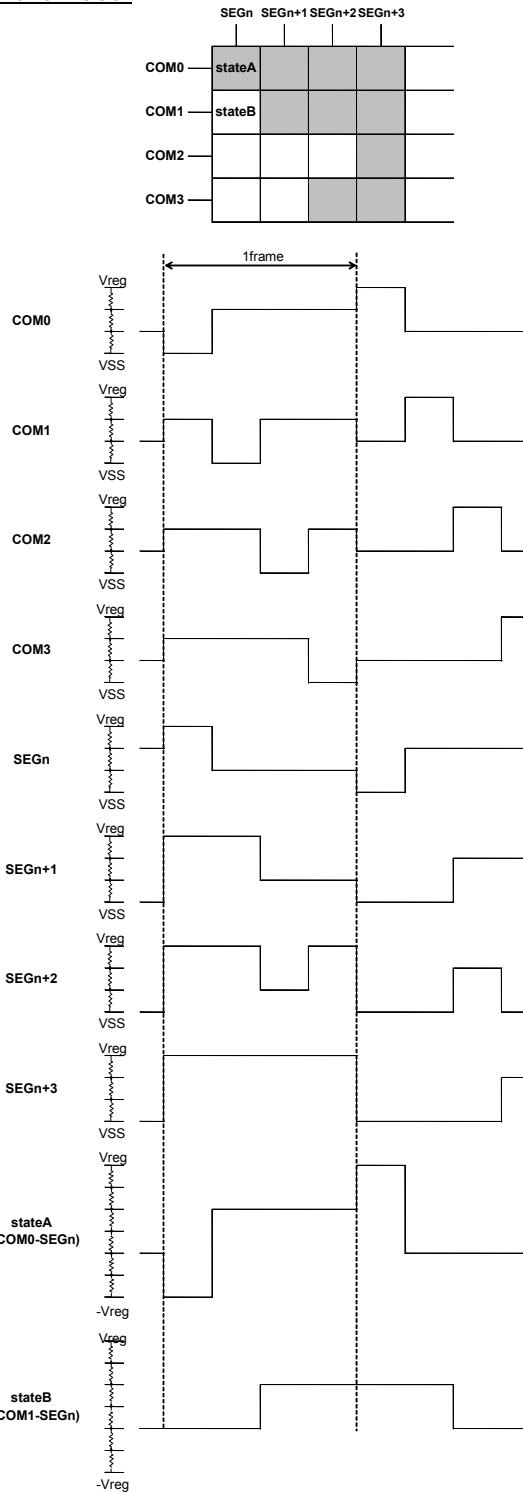 SEGn SEGn+1 SEGn+2 SEGn+3
COM0 stateA
COM1 stateB
COM2
COM3
1frame
Vreg
COM0
VSS
Vreg
COM1
VSS
Vreg
COM2
VSS
Vreg
COM3
VSS
Vreg
SEGn
VSS
Vreg
SEGn+1
VSS
Vreg
SEGn+2
VSS
Vreg
SEGn+3
VSS
Vreg
stateA
COM0-SEGn)
-Vreg
Vreg
stateB
COM1-SEGn)
-Vreg